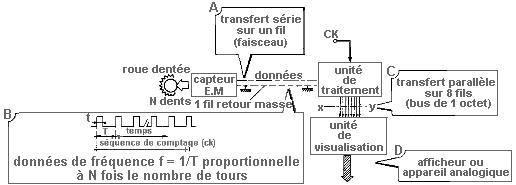 A
transfert série
sur un fil
(faisceau)
CK
roue dentée
capteur
E.M
données
unité
de
traitement
C
transfert parallèle
sur 8 fils
(bus de 1 octet)
N dents
1 fil retour masse
x
y
B
t
T
temps
séquence de comptage (ck)
données de fréquence f = 1/T proportionnelle
à N fois le nombre de tours
unité
de
visualisation
D
afficheur ou
appareil analogique